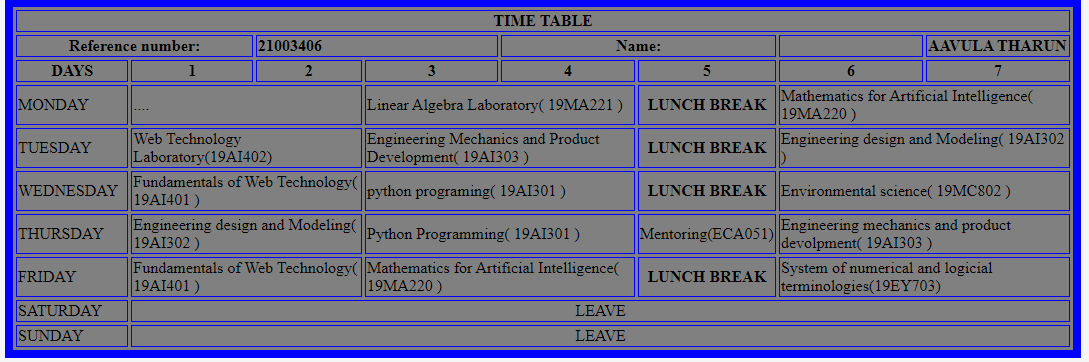 TIME TABLE
Reference number: 21003406 Name: AAVULA THARUN
DAYS 1 2 3 4 5 6 7
MONDAY .... Linear Algebra Laboratory( 19MA221 ) LUNCH BREAK Mathematics for Artificial Intelligence(
19MA220 )
TUESDAY Web Technology
Laboratory(19AI402) Engineering Mechanics and Product
Development( 19AI303 ) LUNCH BREAK Engineering design and Modeling( 19AI302
)
WEDNESDAY Fundamentals of Web Technology(
19AI401 ) python programing( 19AI301 ) LUNCH BREAK Environmental science( 19MC802 )
THURSDAY Engineering design and Modeling(
19AI302 ) Python Programming( 19AI301 ) Mentoring(ECA051) Engineering mechanics and product
devolpment( 19AI303 )
FRIDAY Fundamentals of Web Technology(
19AI401 ) Mathematics for Artificial Intelligence(
19MA220 ) LUNCH BREAK System of numerical and logicial
terminologies(19EY703)
SATURDAY LEAVE
SUNDAY LEAVE